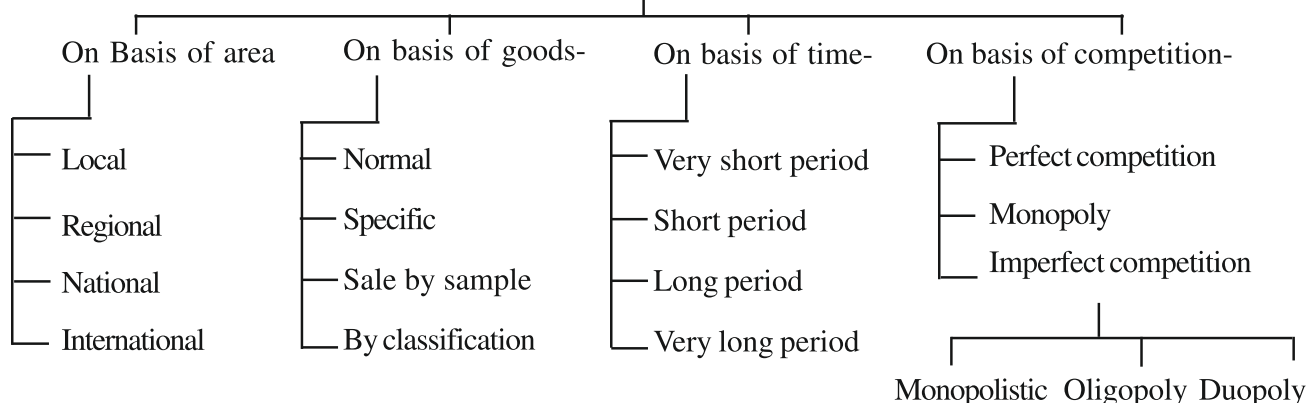 On Basis of area
Local
Regional
National
International
On basis of goods-
Normal
Specific
Sale by sample
By classification
On basis of time-
Very short period
Short period
Long period
Very long period
On basis of competition-
Perfect competition
Monopoly
Imperfect competition
Monopolistic Oligopoly Duopoly